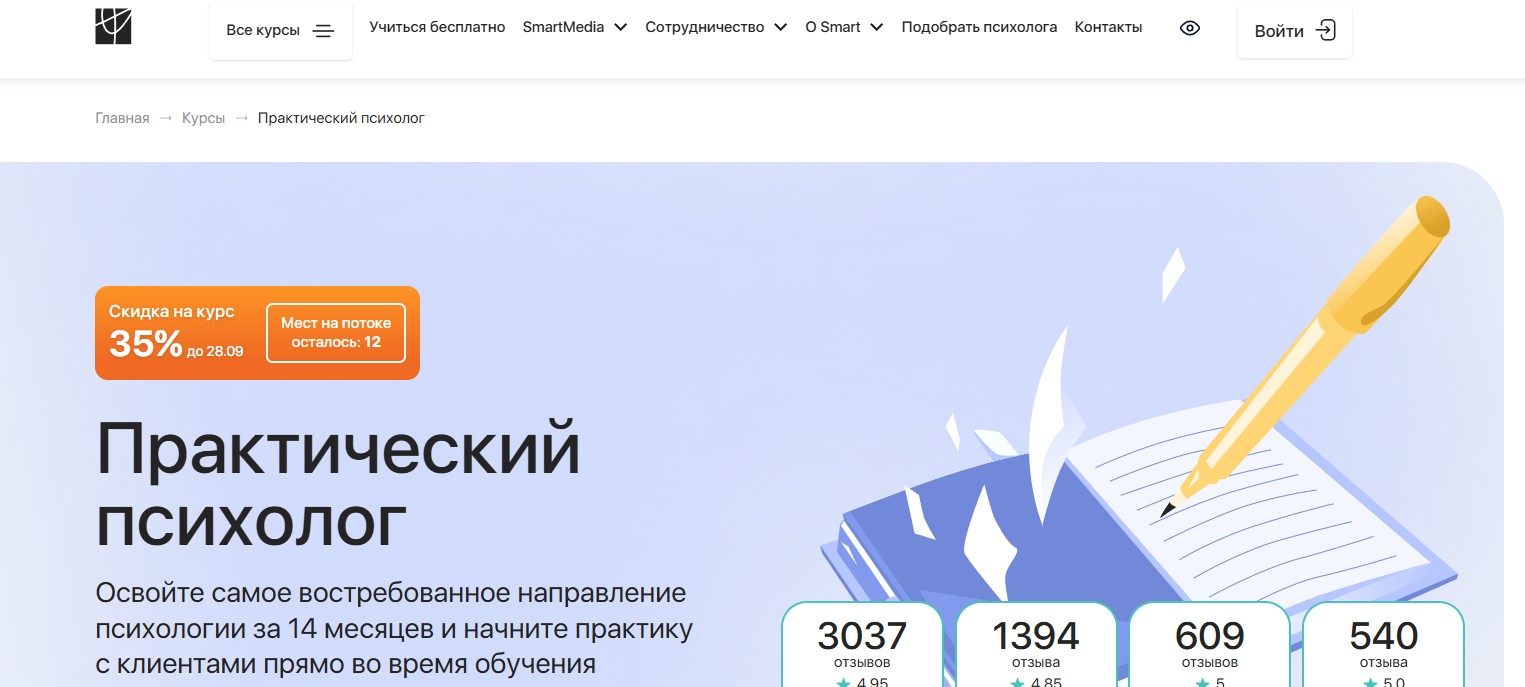 Все курсы
Учиться бесплатно
SmartMedia
Сотрудничество
О Smart
Подобрать психолога
Контакты
Войти
Главная → Курсы → Практический психолог
Скидка на курс
35% до 28.09
Мест на потоке
осталось: 12
Практический
психолог
Освойте самое востребованное направление
психологии за 14 месяцев и начните практику
с клиентами прямо во время обучения
3037
отзывов
4.95
1394
отзыва
4.85
609
отзывов
5
540
отзыва
5.0